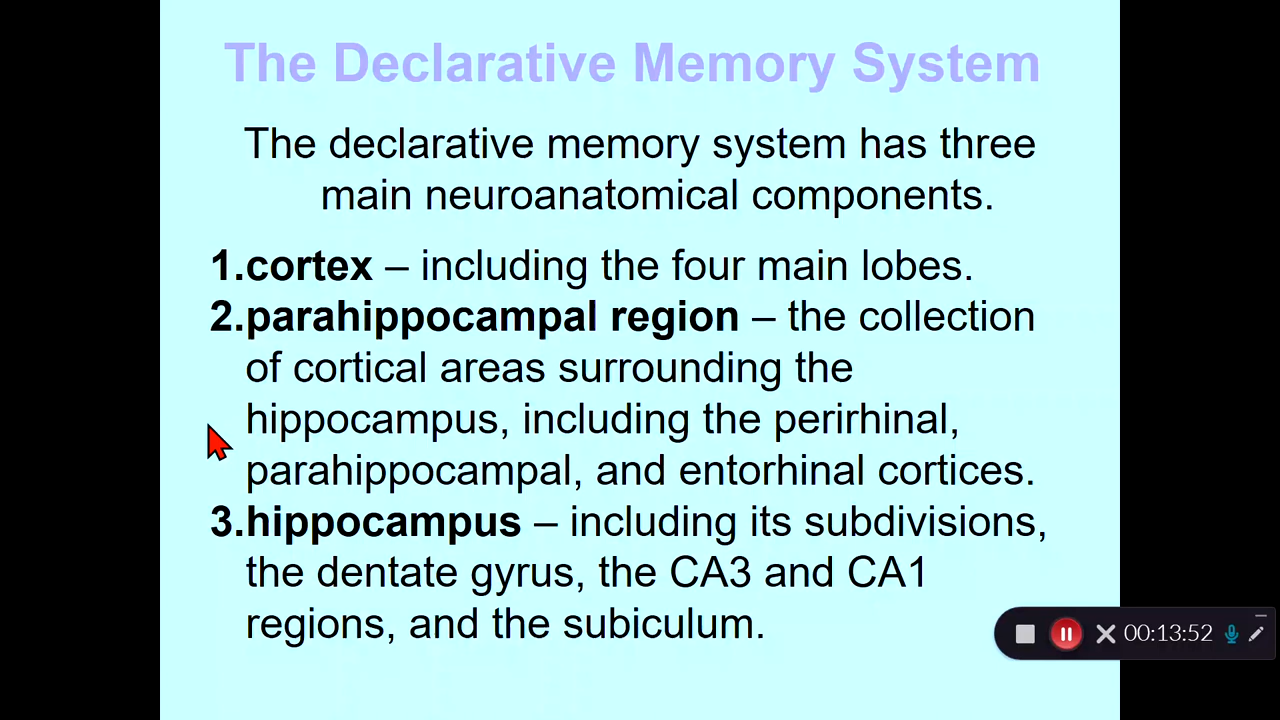 The Declarative Memory System
The declarative memory system has three
main neuroanatomical components.
1.cortex – including the four main lobes.
2.parahippocampal region – the collection
of cortical areas surrounding the
hippocampus, including the perirhinal,
parahippocampal, and entorhinal cortices.
3.hippocampus – including its subdivisions,
the dentate gyrus, the CA3 and CA1
regions, and the subiculum.
00:13:52